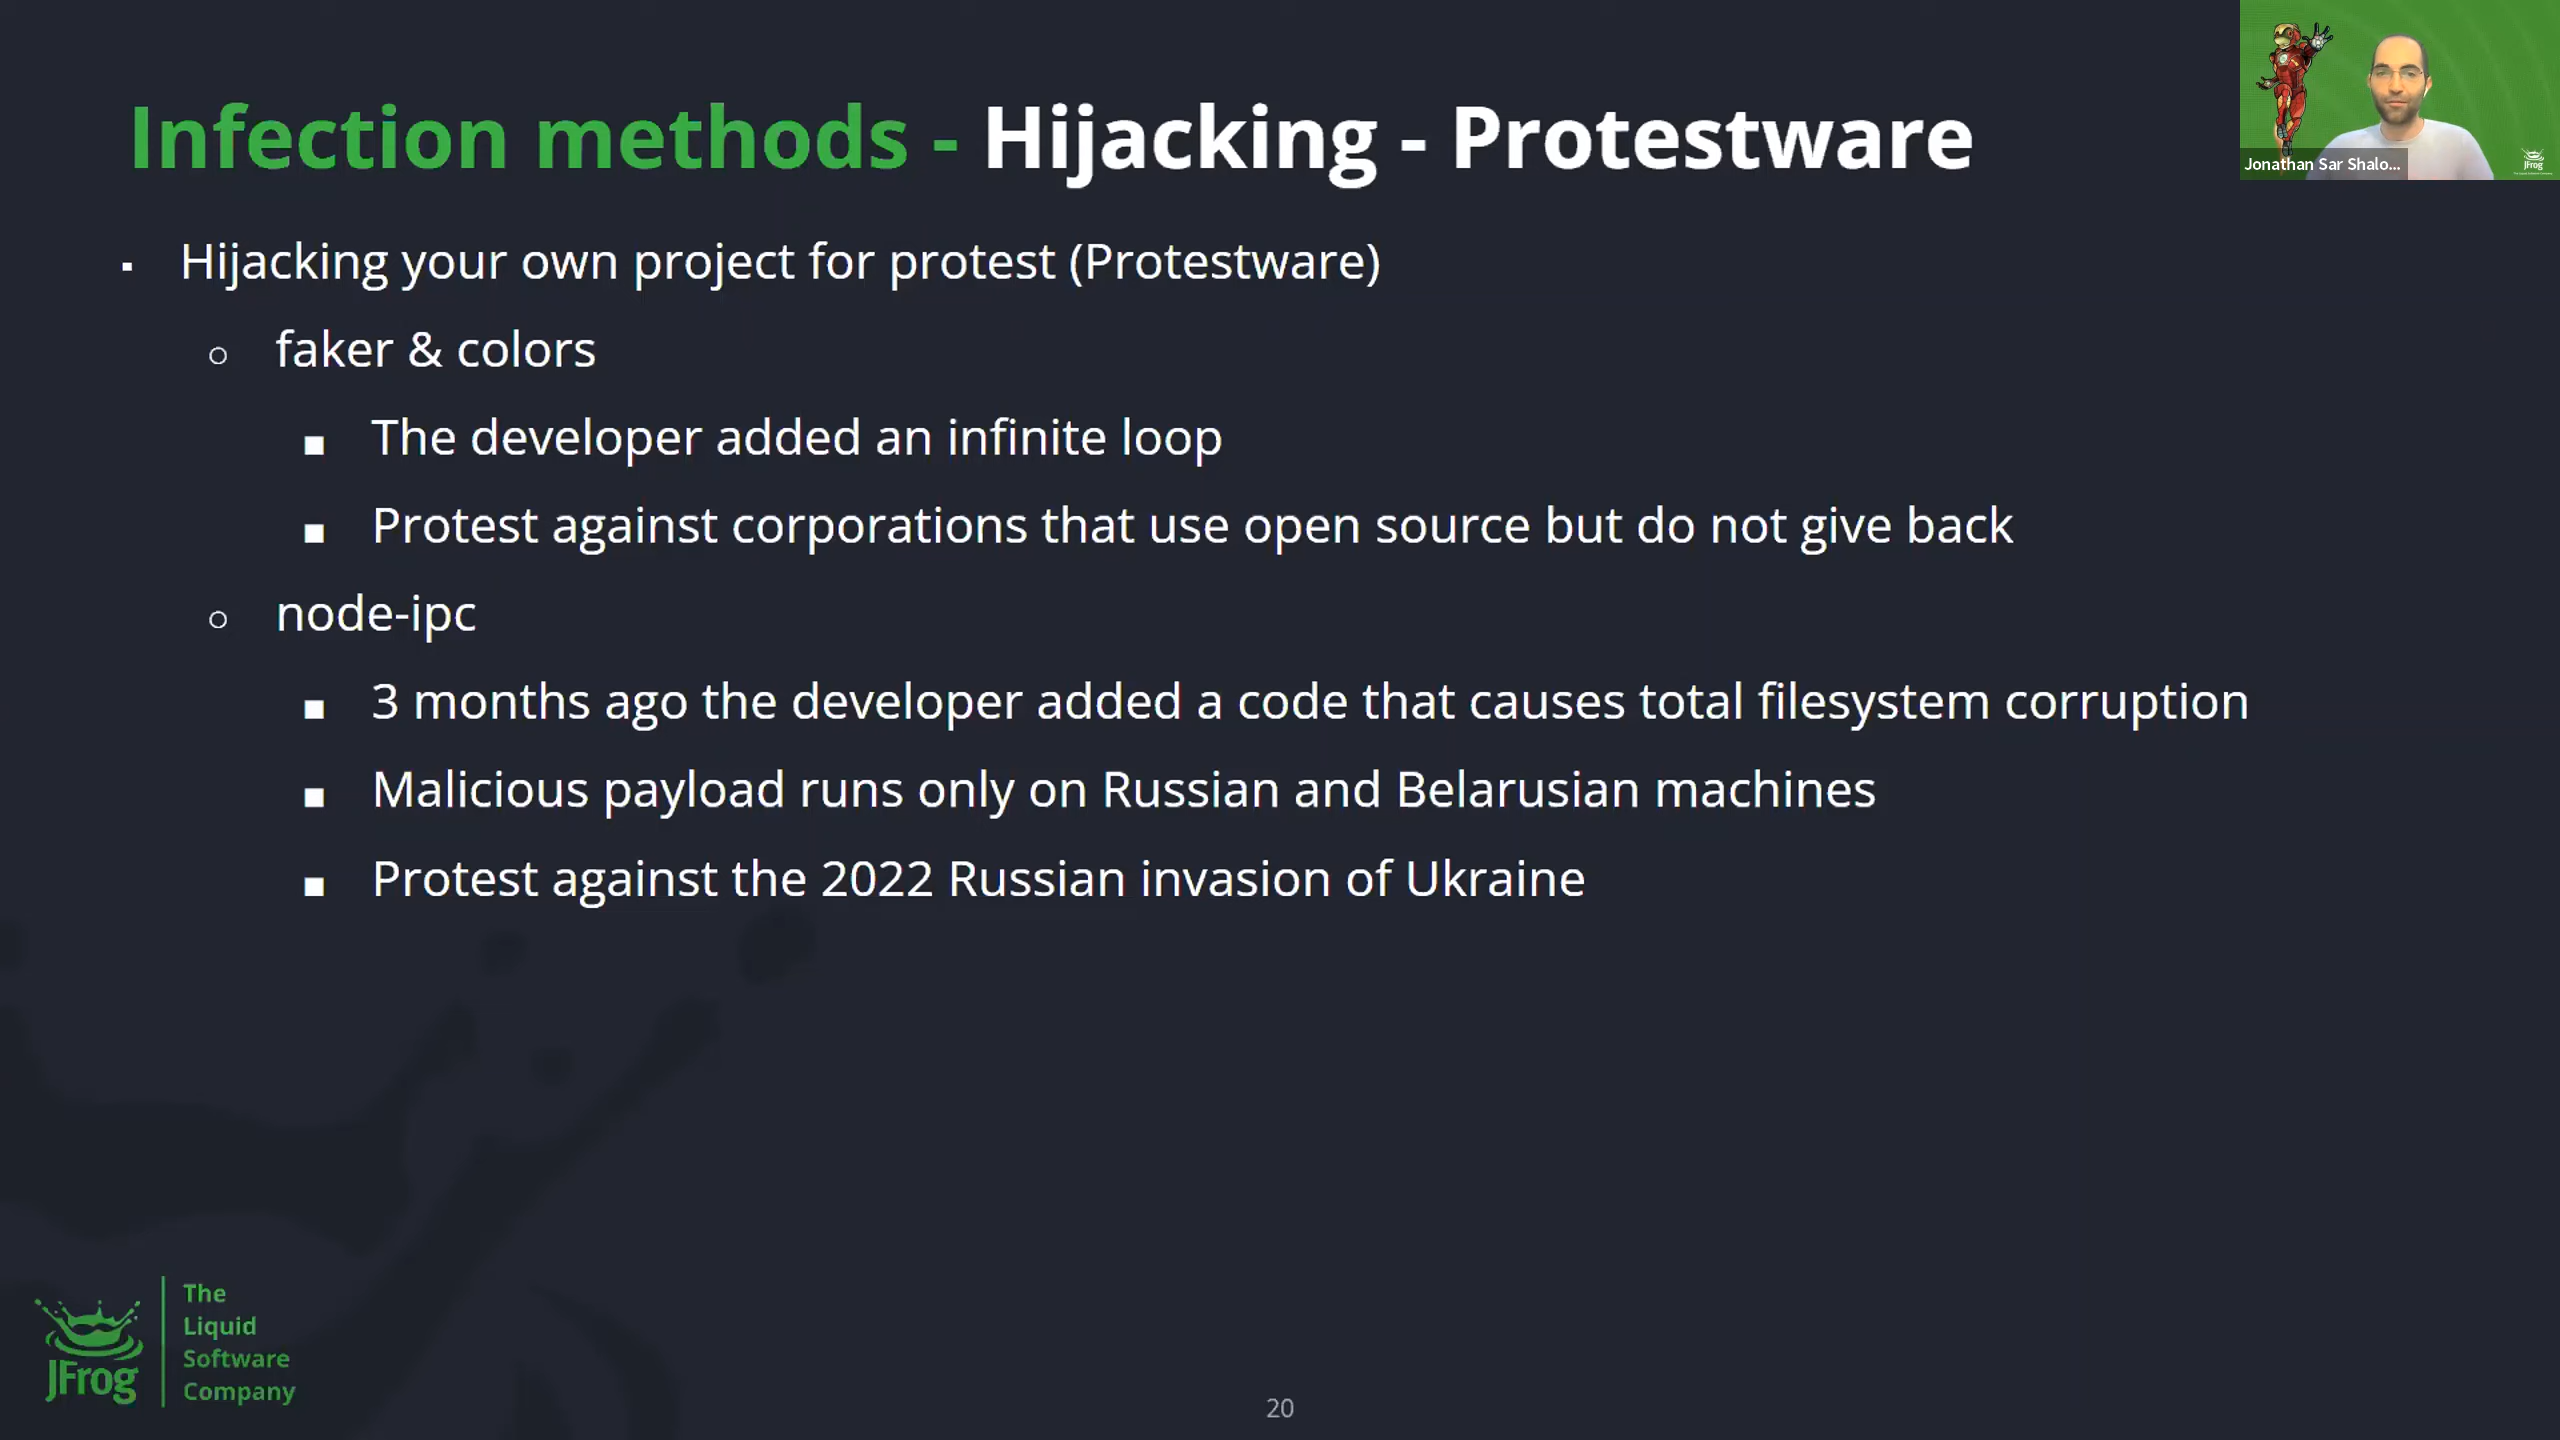 Infection methods - Hijacking - Protestware
Jonathan Sar Shalo...
JFrog
▪ Hijacking your own project for protest (Protestware)
○ faker & colors
■ The developer added an infinite loop
■ Protest against corporations that use open source but do not give back
○ node-ipc
■ 3 months ago the developer added a code that causes total filesystem corruption
■ Malicious payload runs only on Russian and Belarusian machines
■ Protest against the 2022 Russian invasion of Ukraine
JFrog
The
Liquid
Software
Company
20